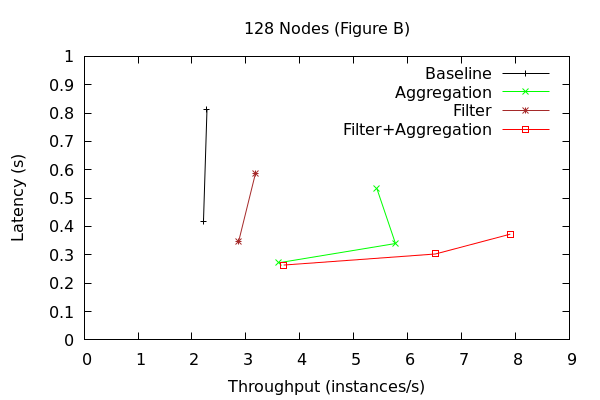 128 Nodes (Figure B)
1
0.9
0.8
0.7
0.6
0.5
0.4
0.3
0.2
0.1
0
Latency (s)
Baseline
Aggregation
Filter
Filter+Aggregation
0 1 2 3 4 5 6 7 8 9
Throughput (instances/s)